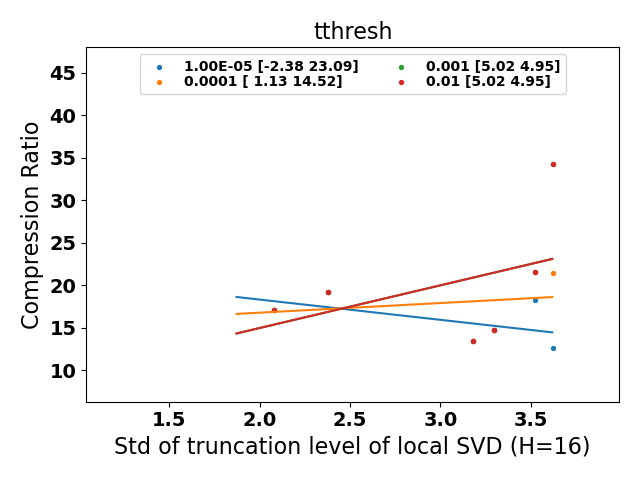 tthresh
1.00E-05 [-2.38 23.09]
0.0001 [ 1.13 14.52]
0.001 [5.02 4.95]
0.01 [5.02 4.95]
Compression Ratio
45
40
35
30
25
20
15
10
1.5 2.0 2.5 3.0 3.5
Std of truncation level of local SVD (H=16)